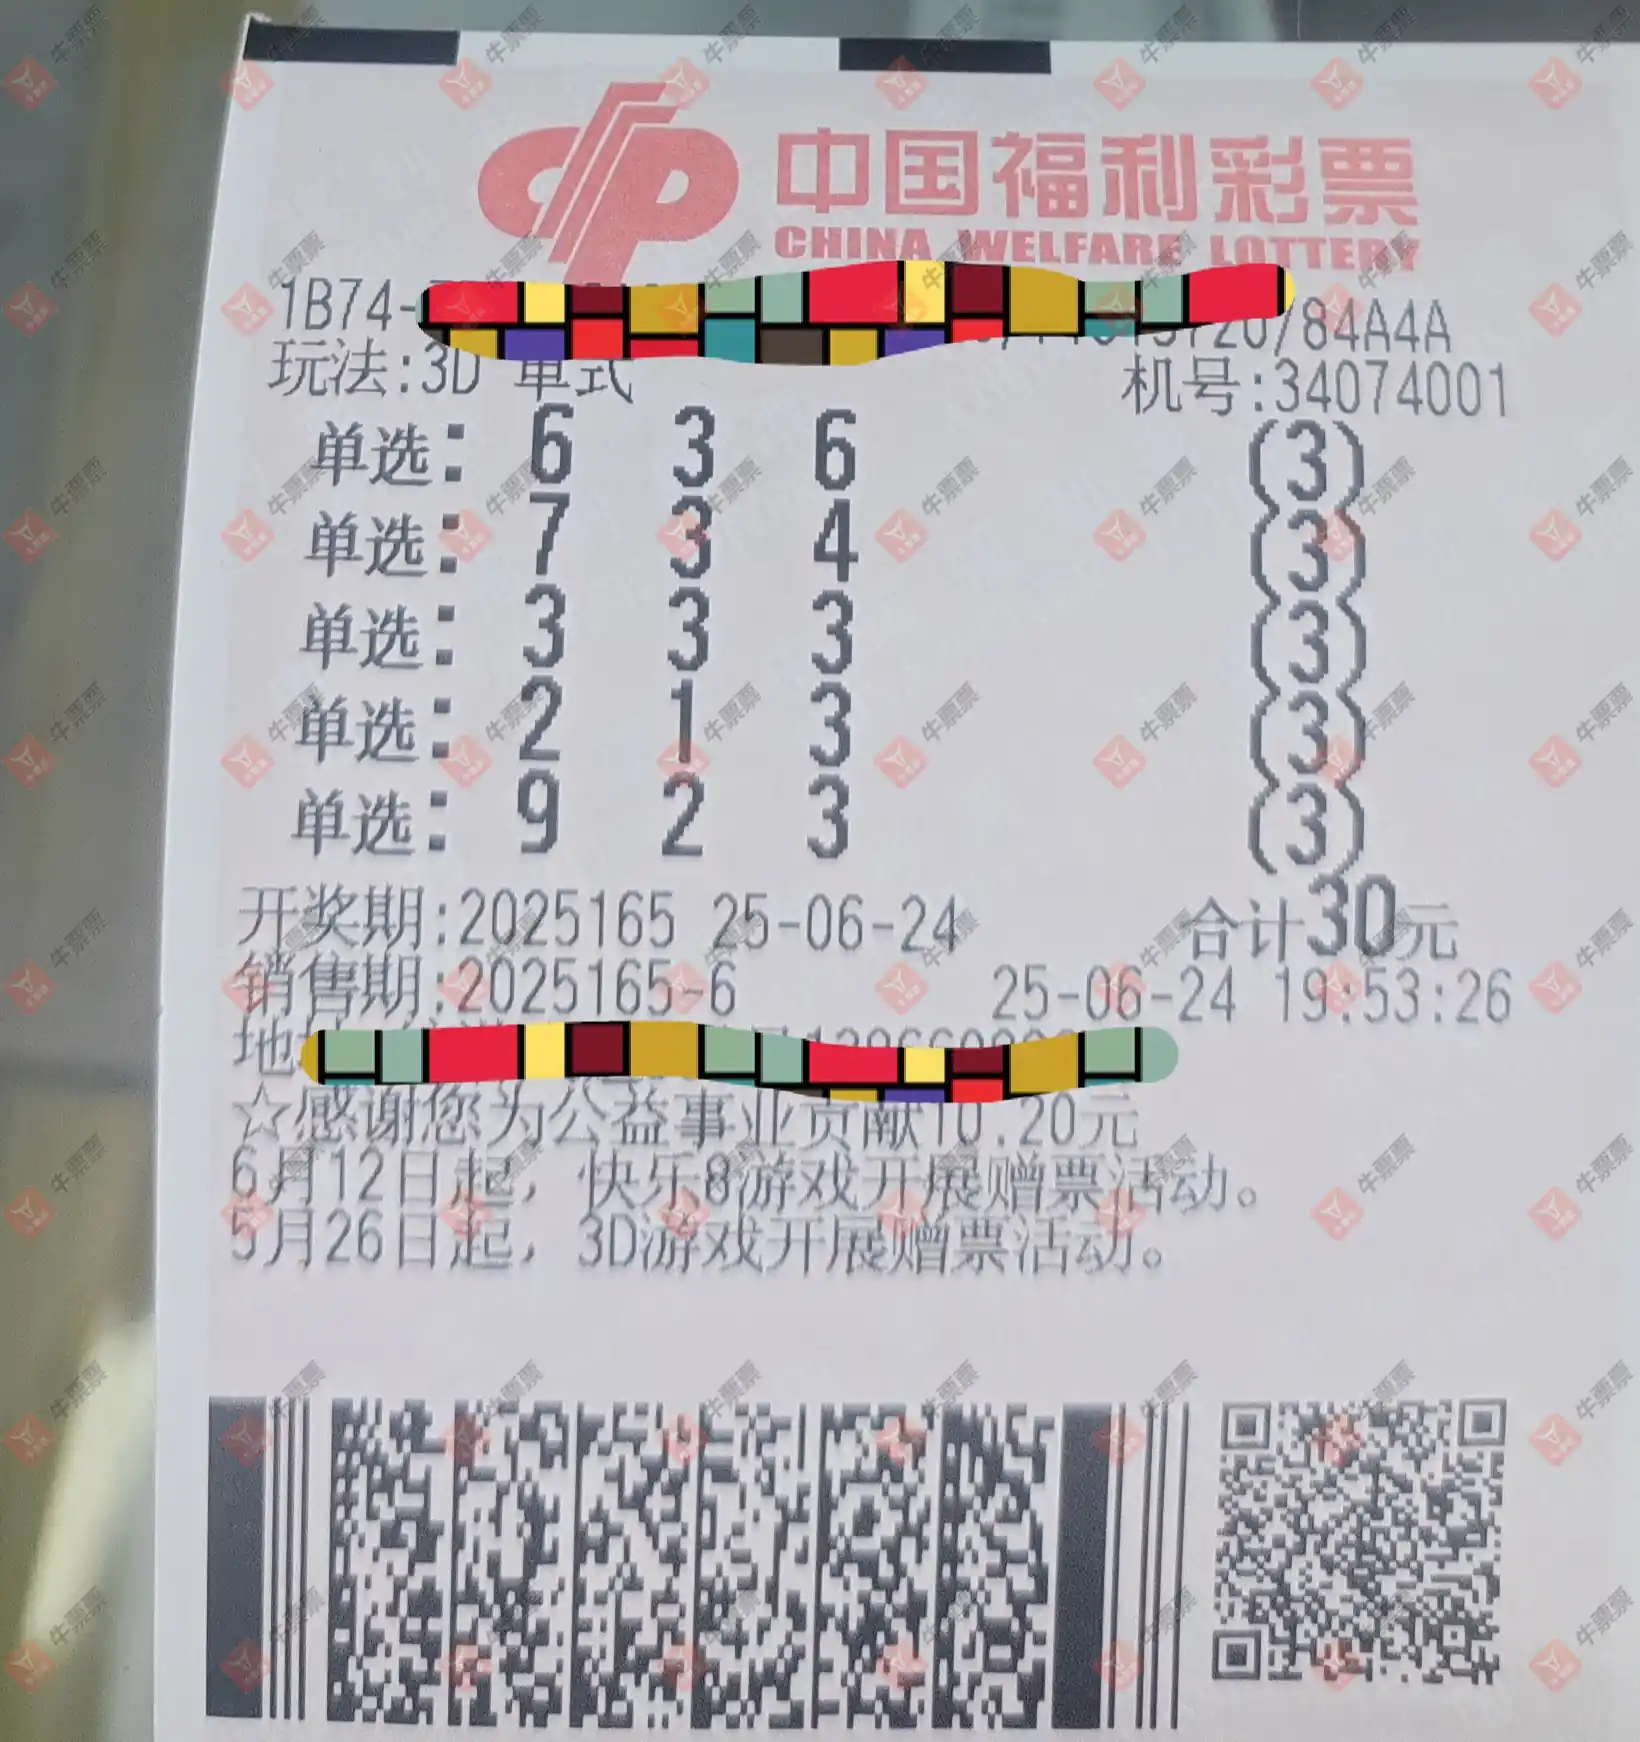 中国福利彩票
CHINA WELFARE LOTTERY
1B74-
/84A4A
玩法:3D 单式 机号:34074001
单选: 6 3 6 (3)
单选: 7 3 4 (3)
单选: 3 3 3 (3)
单选: 2 1 3 (3)
单选: 9 2 3 (3)
开奖期:2025165 25-06-24 合计30元
销售期:2025165-6 25-06-24 19:53:26
☆感谢您为公益事业贡献10.20元
6月12日起，快乐8游戏开展赠票活动。
5月26日起，3D游戏开展赠票活动。
牛票票